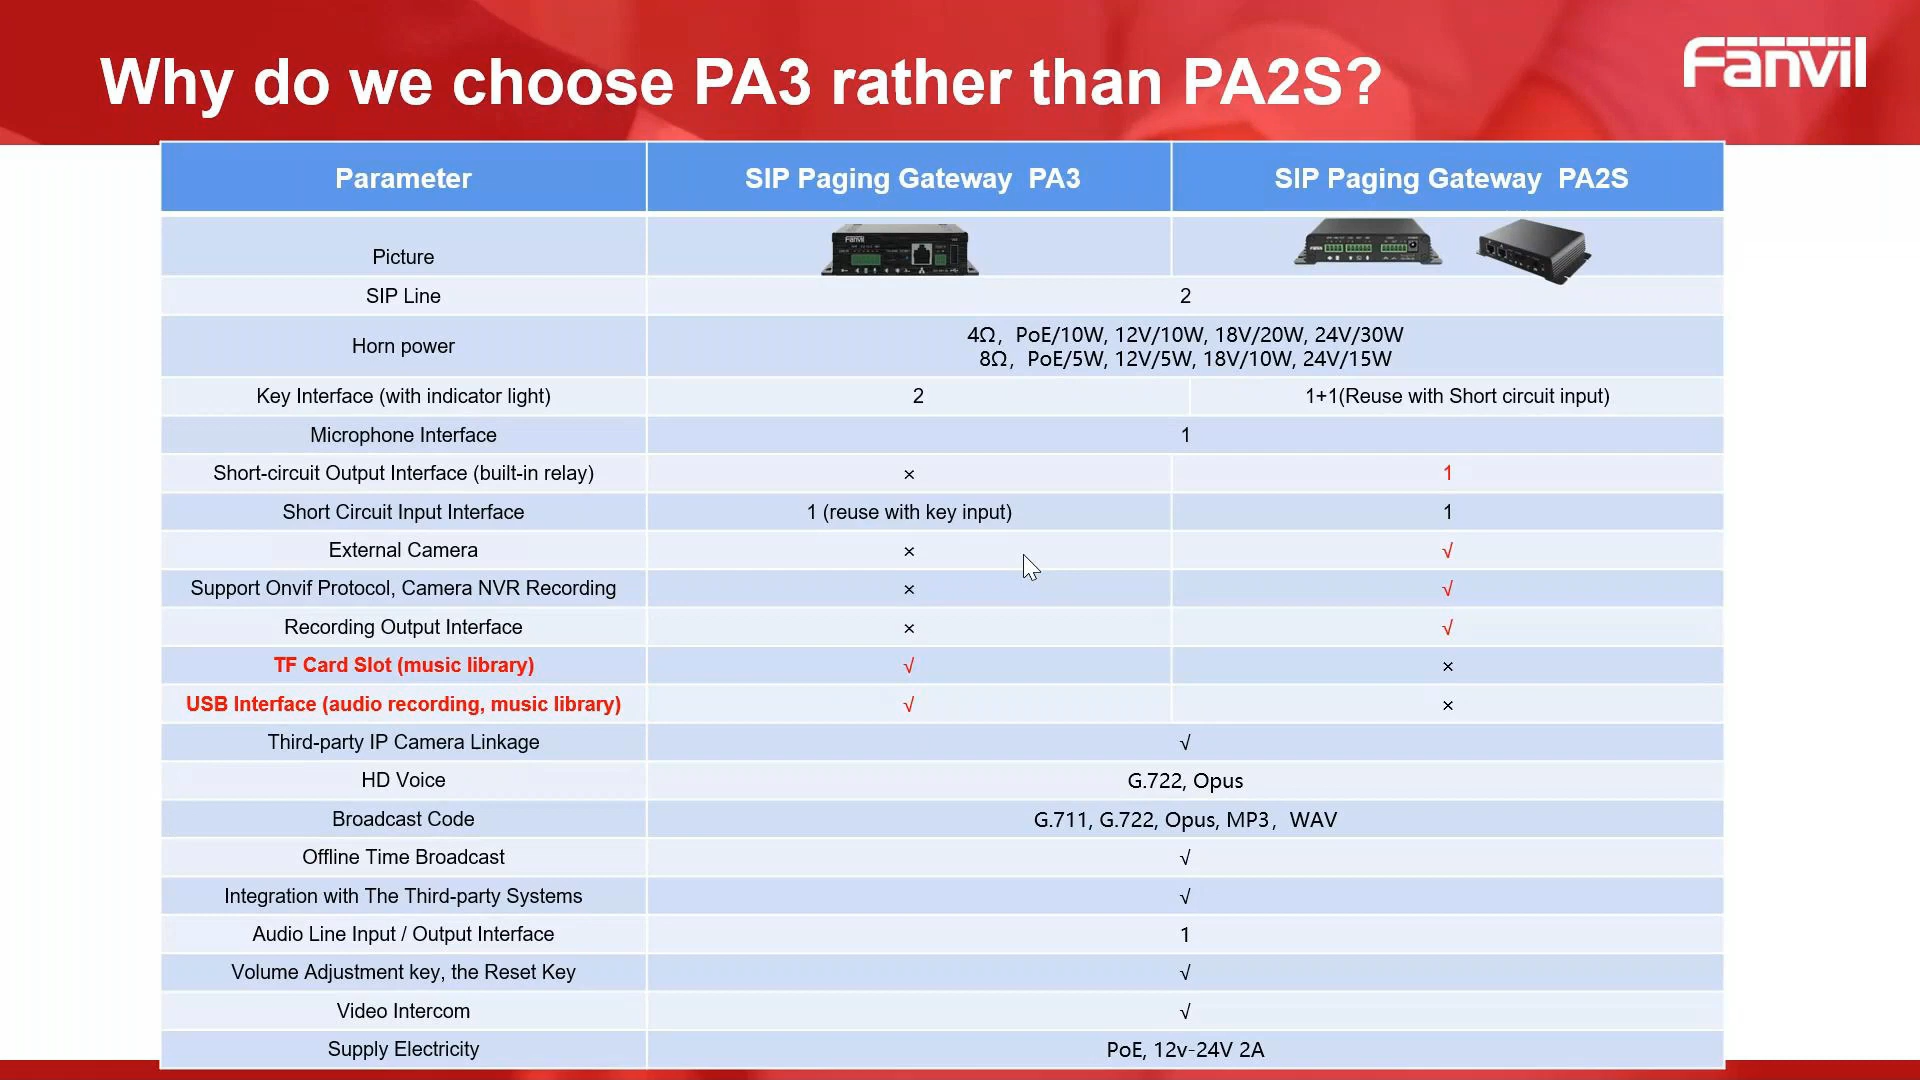 Why do we choose PA3 rather than PA2S?
Fanvil
Parameter
SIP Paging Gateway PA3
SIP Paging Gateway PA2S
Picture
Fanvil
SIP Line
2
Horn power
4Ω，PoE/10W, 12V/10W, 18V/20W, 24V/30W
8Ω，PoE/5W, 12V/5W, 18V/10W, 24V/15W
Key Interface (with indicator light)
2
1+1(Reuse with Short circuit input)
Microphone Interface
1
Short-circuit Output Interface (built-in relay)
×
1
Short Circuit Input Interface
1 (reuse with key input)
1
External Camera
×
√
Support Onvif Protocol, Camera NVR Recording
×
√
Recording Output Interface
×
√
TF Card Slot (music library)
√
×
USB Interface (audio recording, music library)
√
×
Third-party IP Camera Linkage
√
HD Voice
G.722, Opus
Broadcast Code
G.711, G.722, Opus, MP3，WAV
Offline Time Broadcast
√
Integration with The Third-party Systems
√
Audio Line Input / Output Interface
1
Volume Adjustment key, the Reset Key
√
Video Intercom
√
Supply Electricity
PoE, 12v-24V 2A